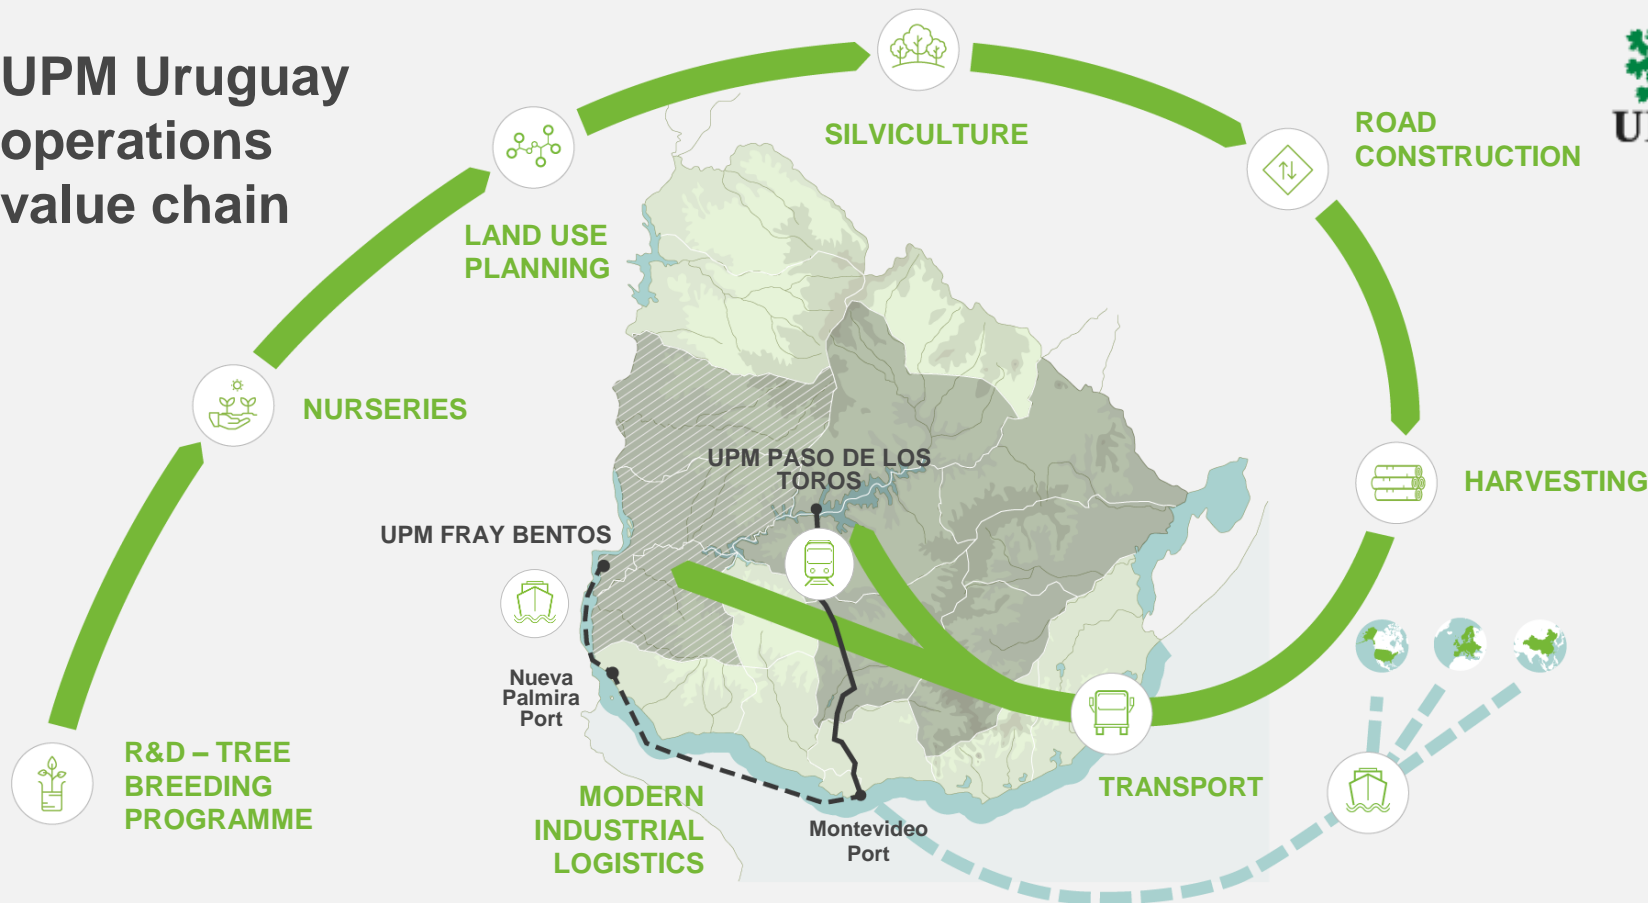 UPM Uruguay
operations
value chain
SILVICULTURE
ROAD
CONSTRUCTION
LAND USE
PLANNING
NURSERIES
HARVESTING
UPM PASO DE LOS
TOROS
UPM FRAY BENTOS
Nueva
Palmira
Port
R&D – TREE
BREEDING
PROGRAMME
MODERN
INDUSTRIAL
LOGISTICS
TRANSPORT
Montevideo
Port